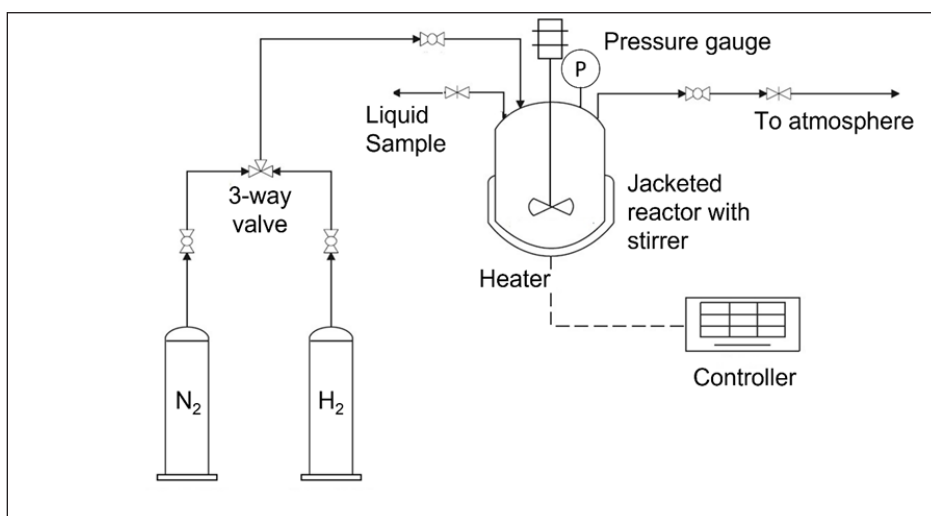 Pressure gauge
P
Liquid
Sample
To atmosphere
3-way
valve
Jacketed
reactor with
stirrer
Heater
N₂
H₂
Controller